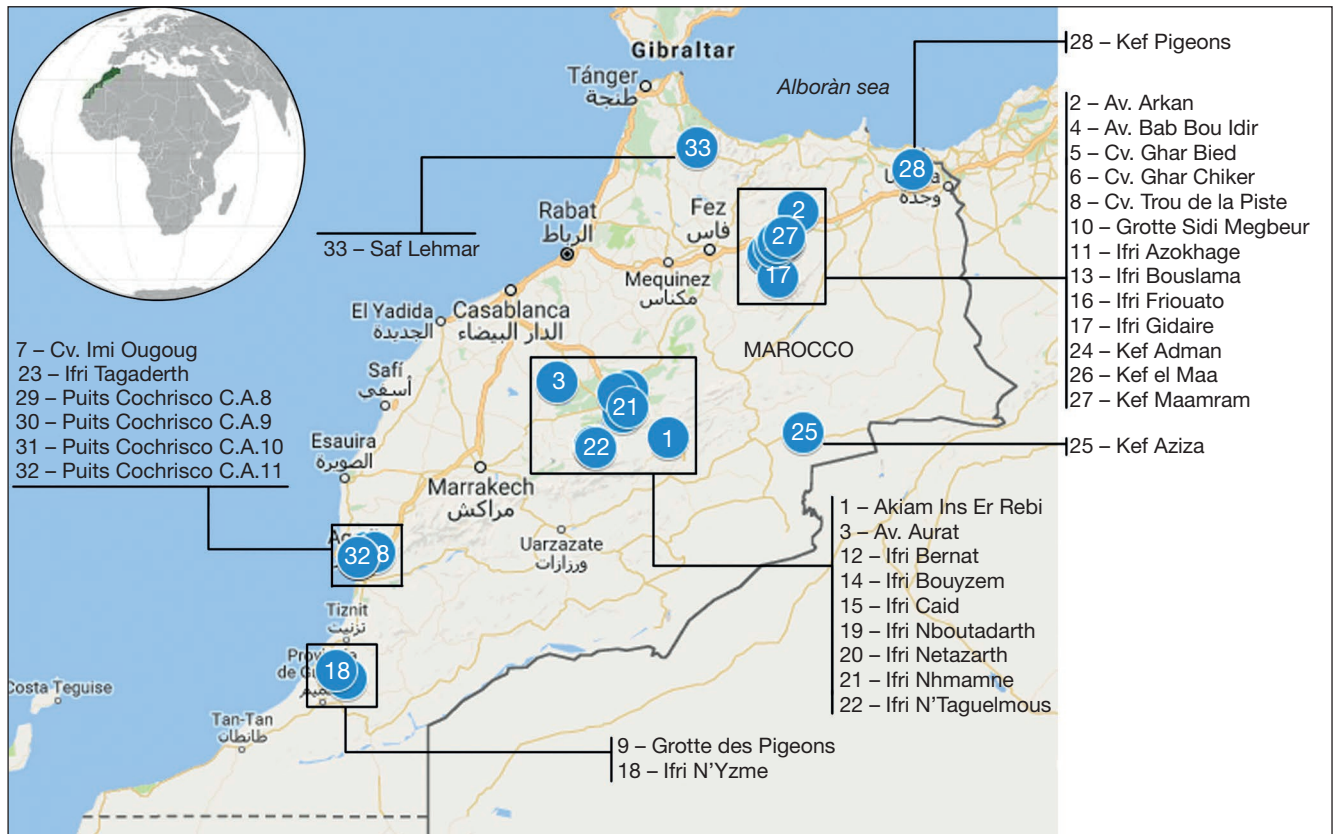 Gibraltar
Tánger
طنجة
Alboràn sea
28 – Kef Pigeons
33
28
وجدة
2 – Av. Arkan
4 – Av. Bab Bou Idir
5 – Cv. Ghar Bied
6 – Cv. Ghar Chiker
8 – Cv. Trou de la Piste
10 – Grotte Sidi Megbeur
11 – Ifri Azokhage
13 – Ifri Bouslama
16 – Ifri Friouato
17 – Ifri Gidaire
24 – Kef Adman
26 – Kef el Maa
27 – Kef Maamram
2
27
17
Rabat
الرباط
Fez
فاس
33 – Saf Lehmar
Mequinez
مكناس
El Yadida
الجديدة
Casablanca
الدار البيضاء
MAROCCO
7 – Cv. Imi Ougoug
23 – Ifri Tagaderth
29 – Puits Cochrisco C.A.8
30 – Puits Cochrisco C.A.9
31 – Puits Cochrisco C.A.10
32 – Puits Cochrisco C.A.11
Safí
أسفي
3
21
22
1
25
25 – Kef Aziza
Esauira
الصويرة
Marrakech
مراكش
1 – Akiam Ins Er Rebi
3 – Av. Aurat
12 – Ifri Bernat
14 – Ifri Bouyzem
15 – Ifri Caid
19 – Ifri Nboutadarth
20 – Ifri Netazarth
21 – Ifri Nhmamne
22 – Ifri N'Taguelmous
Uarzazate
ورزازات
32
8
Tiznit
تزنيت
18
Costa Teguise
Tan-Tan
طانطان
9 – Grotte des Pigeons
18 – Ifri N'Yzme